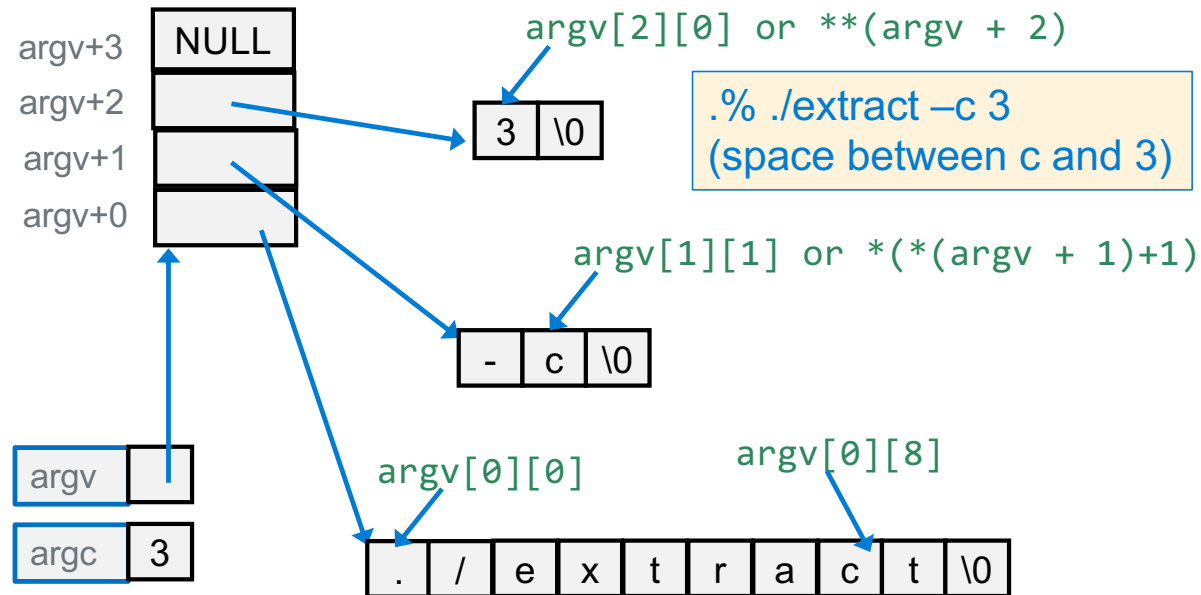 argv+3 NULL
argv[2][0] or **(argv + 2)
argv+2
3 \0
.% ./extract –c 3
(space between c and 3)
argv+1
argv+0
argv[1][1] or *(*(argv + 1)+1)
- c \0
argv
argv[0][0]
argv[0][8]
argc 3
. / e x t r a c t \0